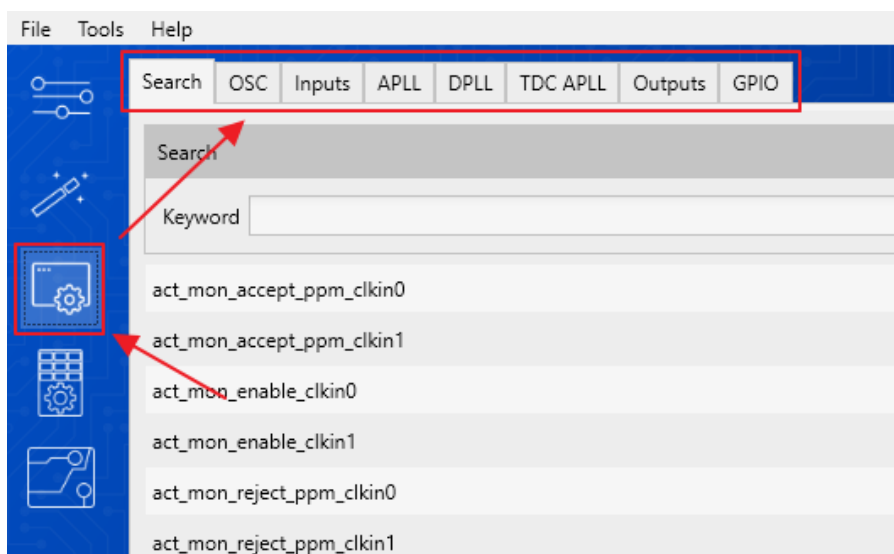 File Tools Help
Search OSC Inputs APLL DPLL TDC APLL Outputs GPIO
Search
Keyword
act_mon_accept_ppm_clkin0
act_mon_accept_ppm_clkin1
act_mon_enable_clkin0
act_mon_enable_clkin1
act_mon_reject_ppm_clkin0
act_mon_reject_ppm_clkin1